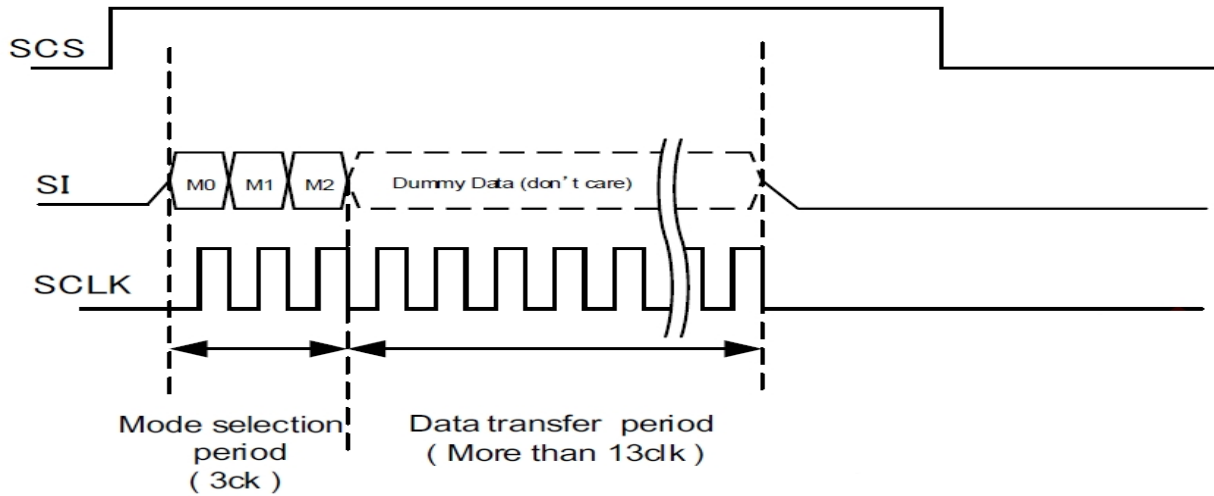 SCS
SI
M0 M1 M2 Dummy Data (don't care)
SCLK
Mode selection period ( 3ck )
Data transfer period ( More than 13clk )